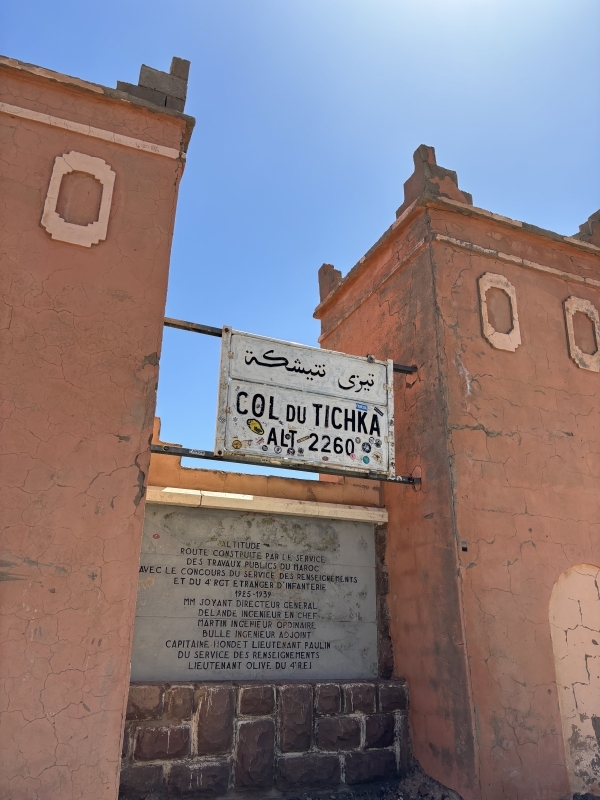 تيزي نتيشكة
COL DU TICHKA
ALT 2260
ALTITUDE
ROUTE CONSTRUITE PAR LE SERVICE
DES TRAVAUX PUBLICS DU MAROC
AVEC LE CONCOURS DU SERVICE DES RENSEIGNEMENTS
ET DU 4ᵉ RGT ETRANGER D'INFANTERIE
1925-1939
MM JOYANT DIRECTEUR GENERAL
DELANDE INGENIEUR EN CHEF
MARTIN INGENIEUR ORDINAIRE
BULLE INGENIEUR ADJOINT
CAPITAINE HONDET LIEUTENANT PAULIN
DU SERVICE DES RENSEIGNEMENTS
LIEUTENANT OLIVE DU 4ᵉ REI